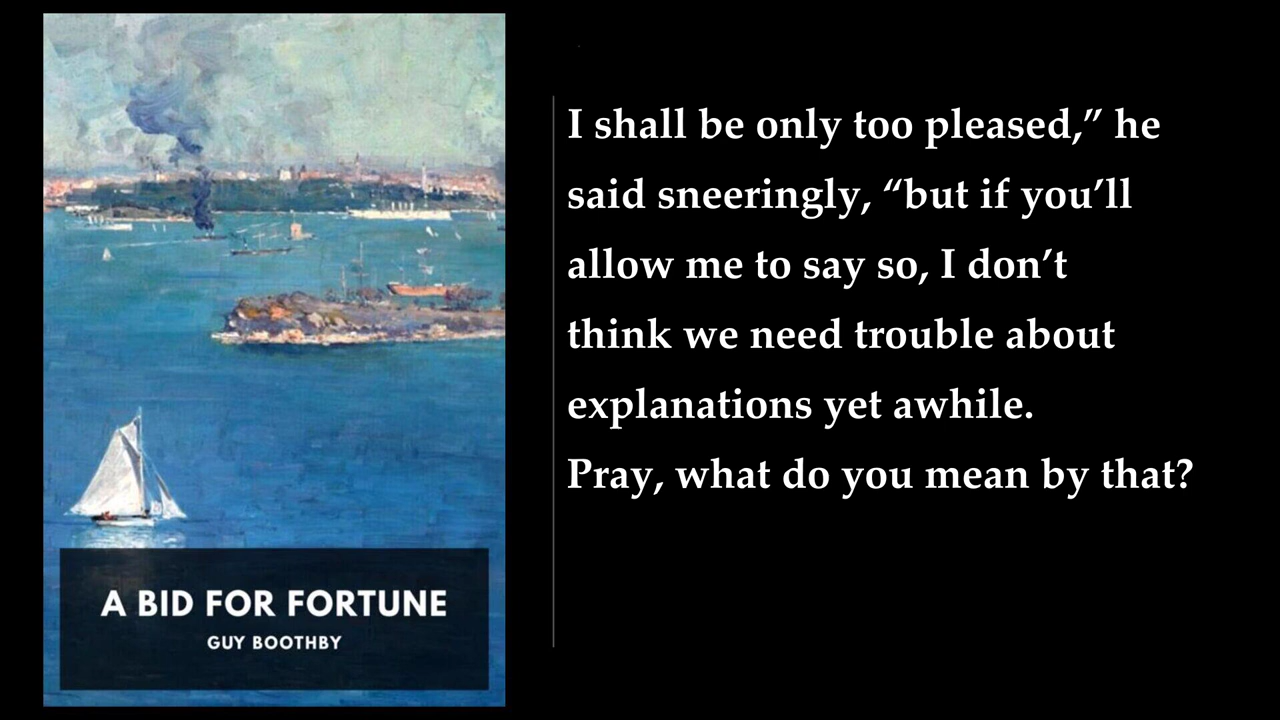 I shall be only too pleased,” he
said sneeringly, “but if you’ll
allow me to say so, I don’t
think we need trouble about
explanations yet awhile.
Pray, what do you mean by that?
A BID FOR FORTUNE
GUY BOOTHBY